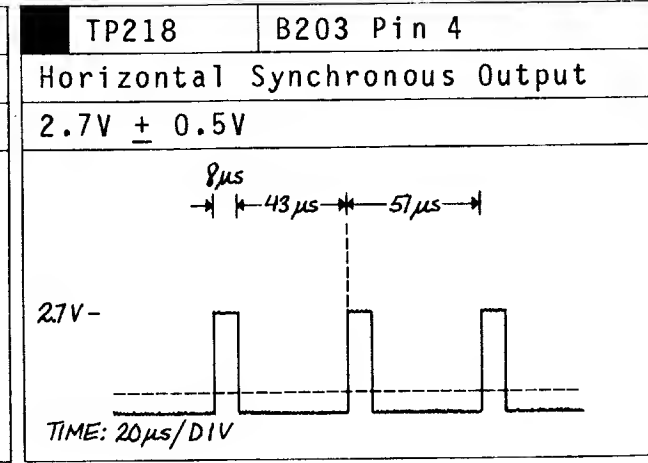 TP218 B203 Pin 4
Horizontal Synchronous Output
2.7V ± 0.5V
8µs
43µs 57µs
2.7V-
TIME: 20µs/DIV